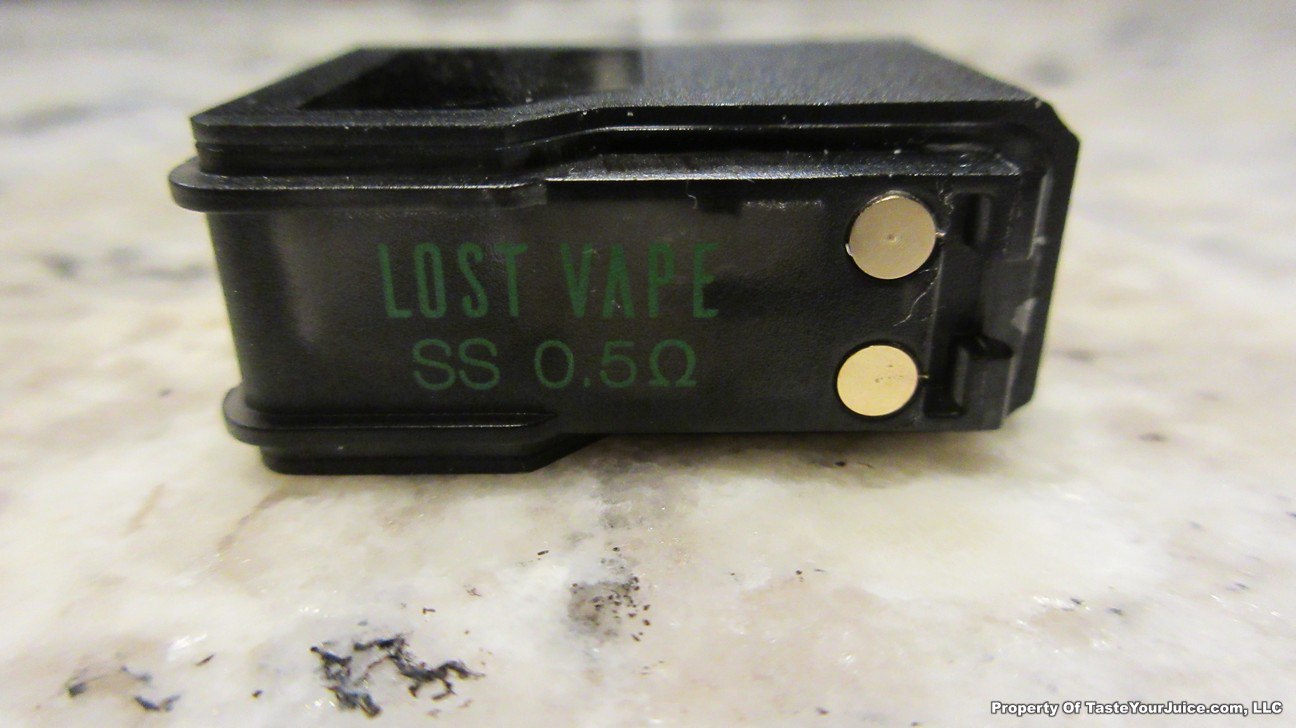 LOST VAPE
SS 0.5Ω
Property Of TasteYourJuice.com, LLC